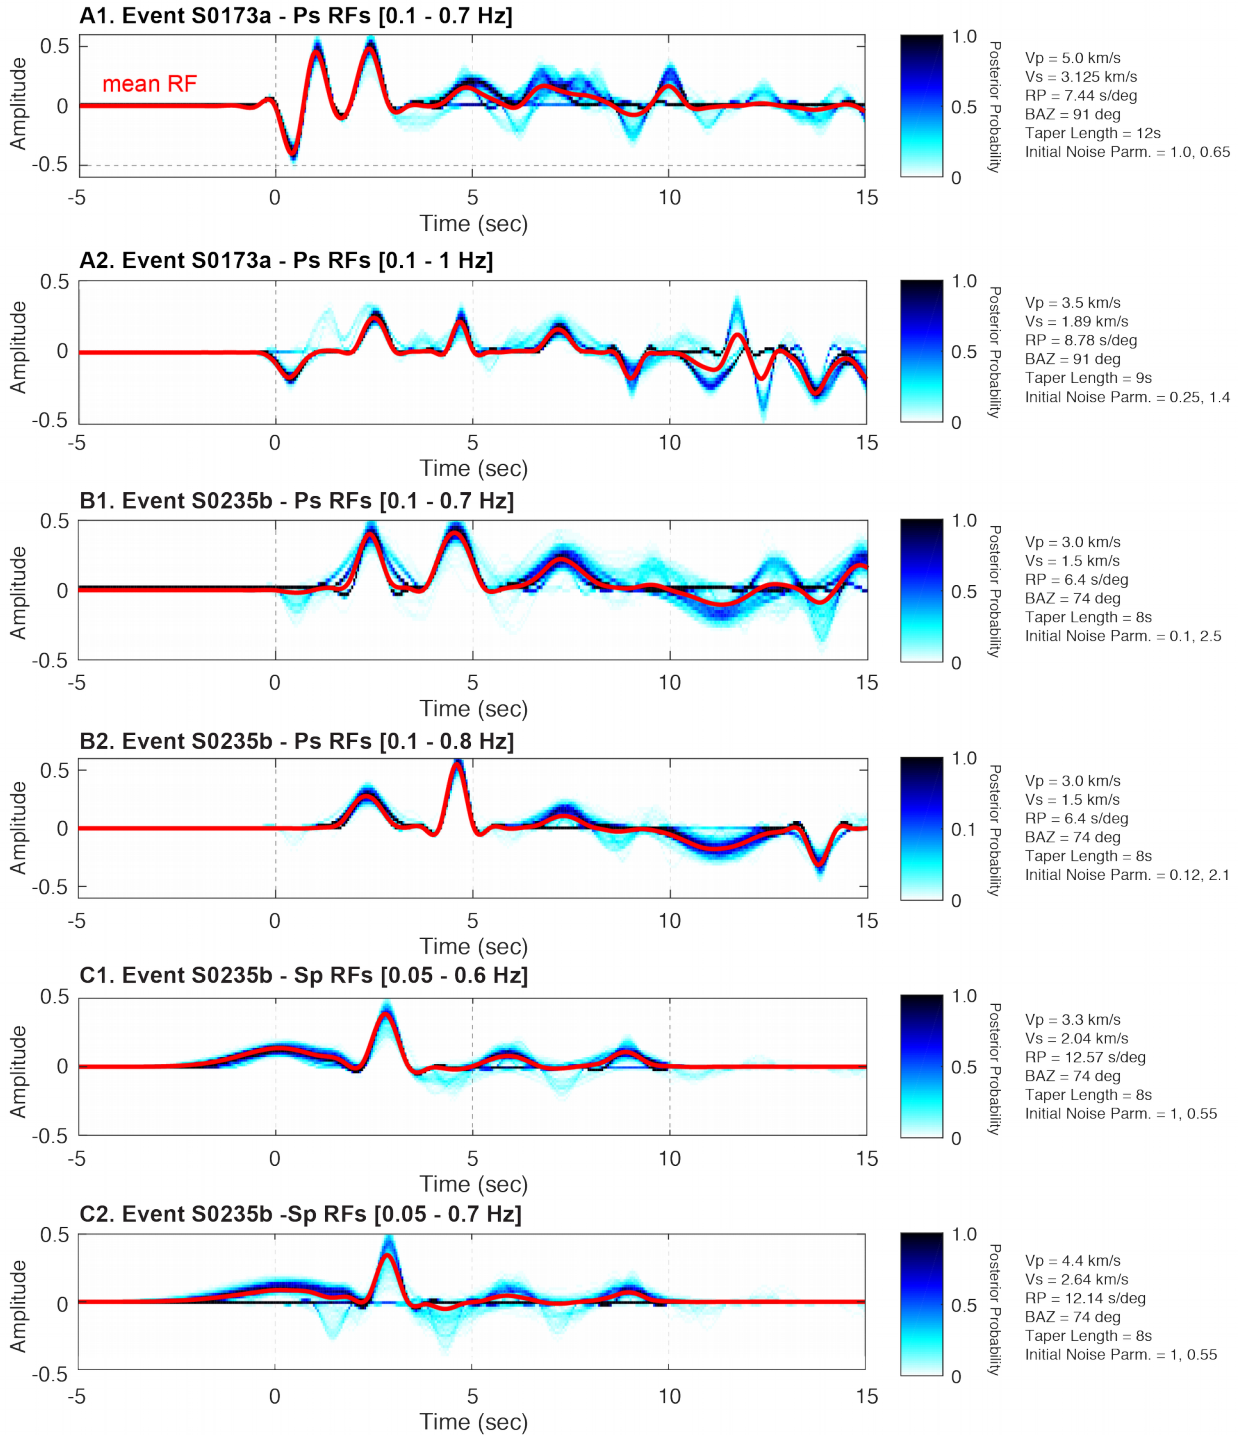 A1. Event S0173a - Ps RFs [0.1 - 0.7 Hz]
0.5
0
-0.5
Amplitude
mean RF
-5 0 5 10 15
Time (sec)
1.0
0.5
0
Posterior Probability
Vp = 5.0 km/s
Vs = 3.125 km/s
RP = 7.44 s/deg
BAZ = 91 deg
Taper Length = 12s
Initial Noise Parm. = 1.0, 0.65
A2. Event S0173a - Ps RFs [0.1 - 1 Hz]
0.5
0
-0.5
Amplitude
-5 0 5 10 15
Time (sec)
1.0
0.5
0
Posterior Probability
Vp = 3.5 km/s
Vs = 1.89 km/s
RP = 8.78 s/deg
BAZ = 91 deg
Taper Length = 9s
Initial Noise Parm. = 0.25, 1.4
B1. Event S0235b - Ps RFs [0.1 - 0.7 Hz]
0.5
0
-0.5
Amplitude
-5 0 5 10 15
Time (sec)
1.0
0.5
0
Posterior Probability
Vp = 3.0 km/s
Vs = 1.5 km/s
RP = 6.4 s/deg
BAZ = 74 deg
Taper Length = 8s
Initial Noise Parm. = 0.1, 2.5
B2. Event S0235b - Ps RFs [0.1 - 0.8 Hz]
0.5
0
-0.5
Amplitude
-5 0 5 10 15
Time (sec)
1.0
0.1
0
Posterior Probability
Vp = 3.0 km/s
Vs = 1.5 km/s
RP = 6.4 s/deg
BAZ = 74 deg
Taper Length = 8s
Initial Noise Parm. = 0.12, 2.1
C1. Event S0235b - Sp RFs [0.05 - 0.6 Hz]
0.5
0
-0.5
Amplitude
-5 0 5 10 15
Time (sec)
1.0
0.5
0
Posterior Probability
Vp = 3.3 km/s
Vs = 2.04 km/s
RP = 12.57 s/deg
BAZ = 74 deg
Taper Length = 8s
Initial Noise Parm. = 1, 0.55
C2. Event S0235b -Sp RFs [0.05 - 0.7 Hz]
0.5
0
-0.5
Amplitude
-5 0 5 10 15
Time (sec)
1.0
0.5
0
Posterior Probability
Vp = 4.4 km/s
Vs = 2.64 km/s
RP = 12.14 s/deg
BAZ = 74 deg
Taper Length = 8s
Initial Noise Parm. = 1, 0.55